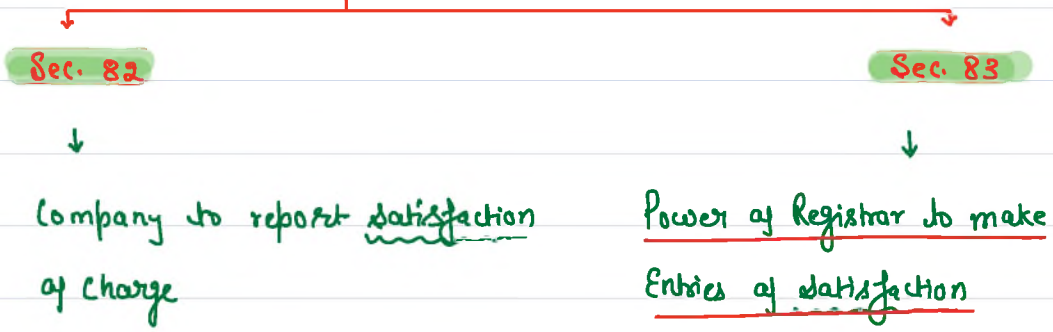 Sec. 82
Sec. 83
Company to report satisfaction
of charge
Power of Registrar to make
Entries of satisfaction